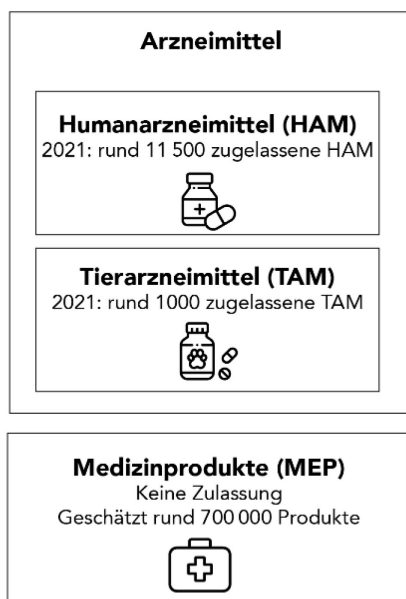 Arzneimittel
Humanarzneimittel (HAM)
2021: rund 11 500 zugelassene HAM
Tierarzneimittel (TAM)
2021: rund 1000 zugelassene TAM
Medizinprodukte (MEP)
Keine Zulassung
Geschätzt rund 700 000 Produkte